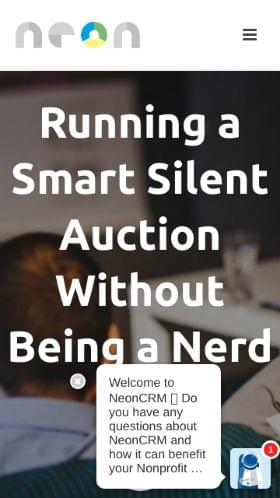 neon
Running a
Smart Silent
Auction
Without
Being a Nerd
Welcome to
NeonCRM ▯ Do
you have any
questions about
NeonCRM and
how it can benefit
your Nonprofit ...
1